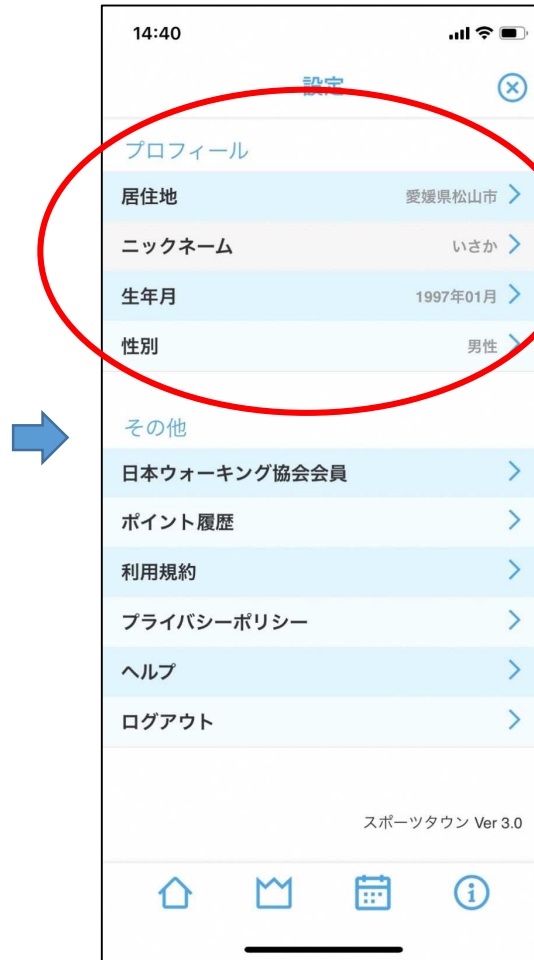 14:40
設定
プロフィール
居住地 愛媛県松山市
ニックネーム いさか
生年月 1997年01月
性別 男性
その他
日本ウォーキング協会会員
ポイント履歴
利用規約
プライバシーポリシー
ヘルプ
ログアウト
スポーツタウン Ver 3.0